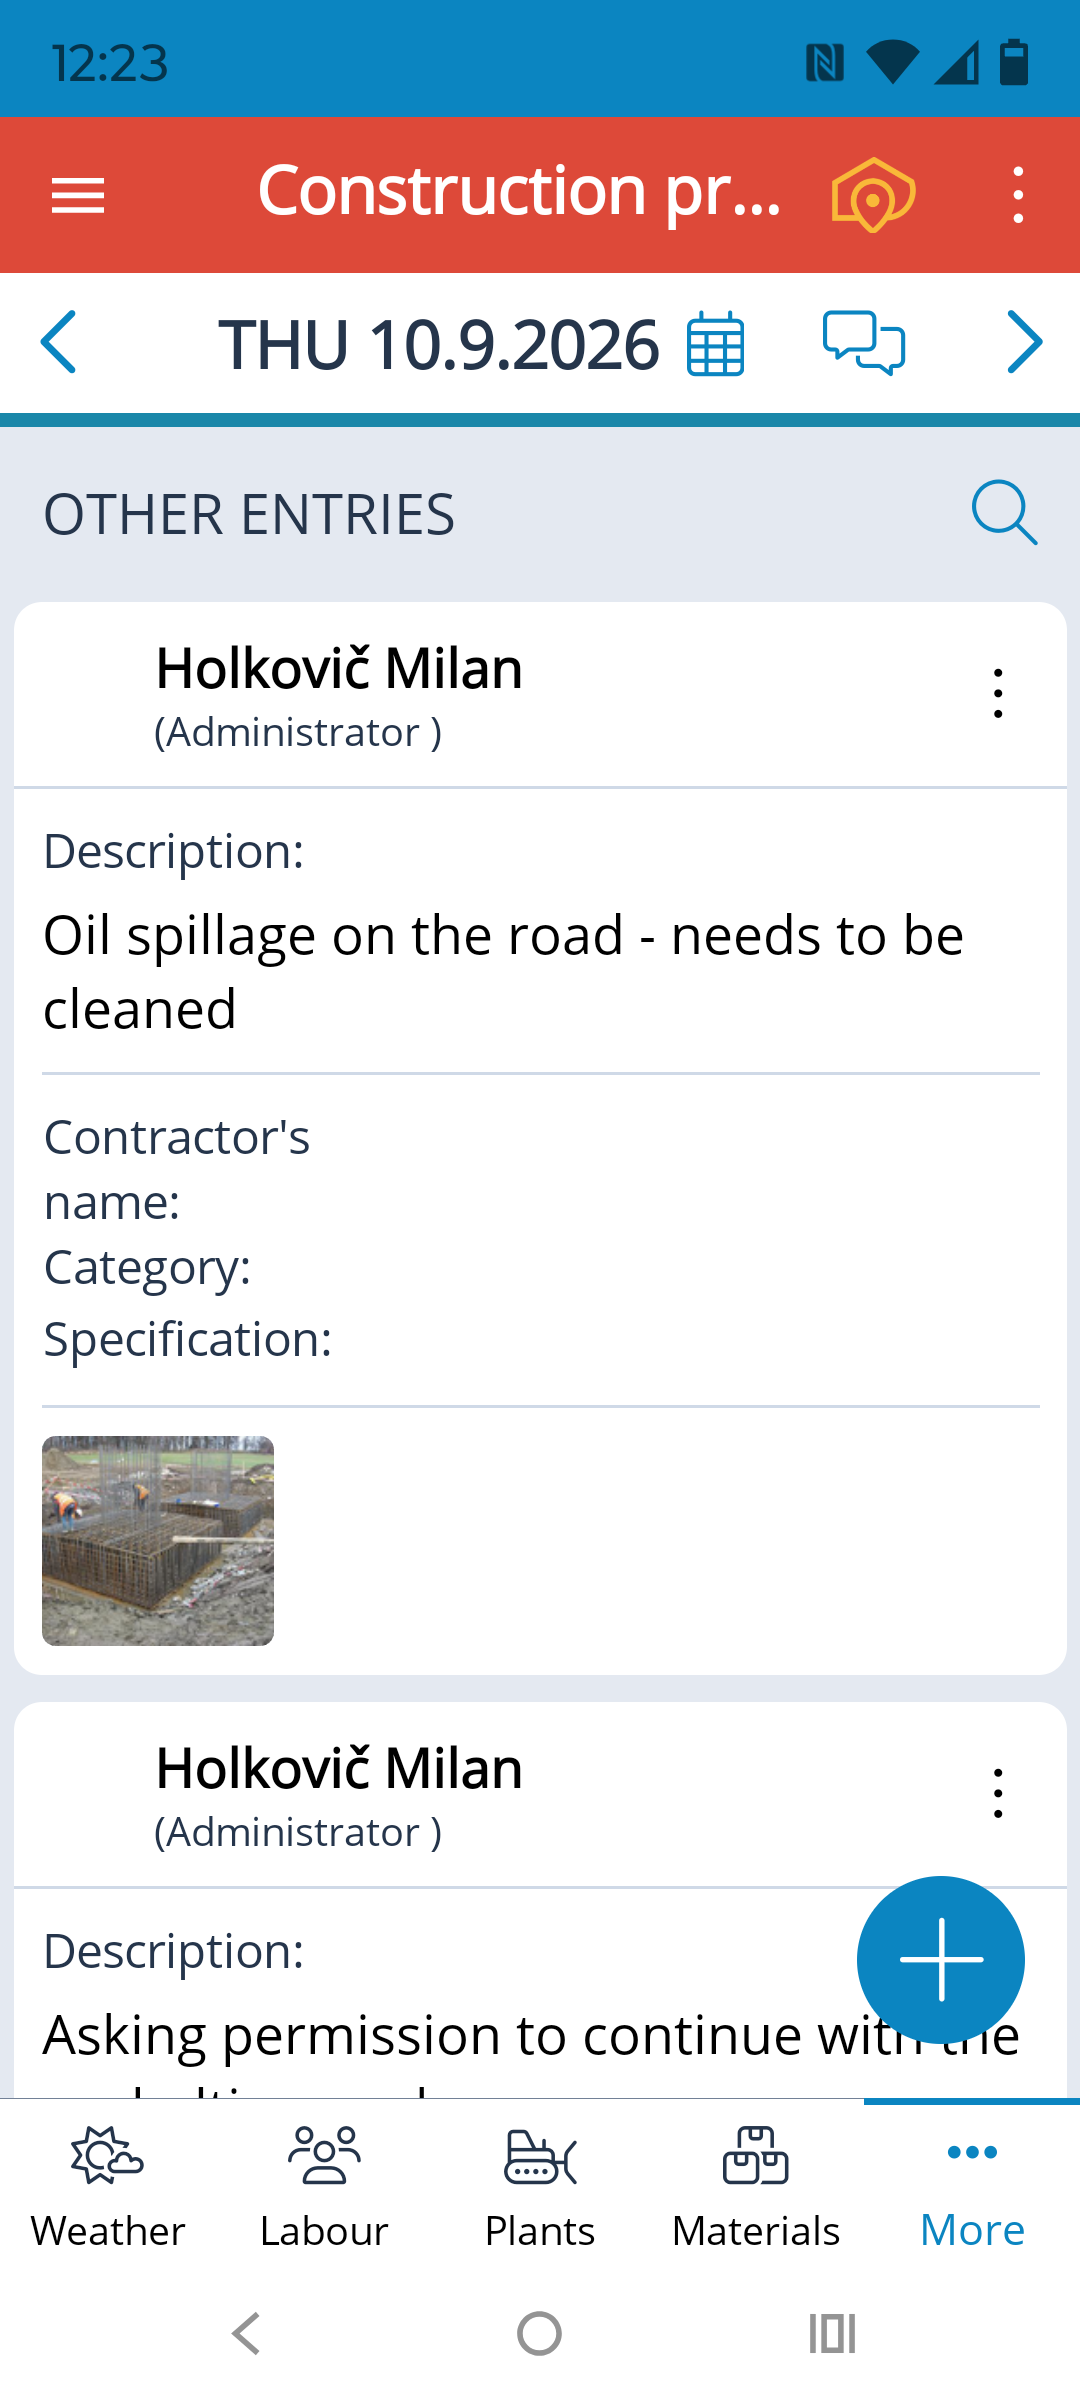 12:23
Construction pr...
THU 10.9.2026
OTHER ENTRIES
Holkovič Milan
(Administrator )
Description:
Oil spillage on the road - needs to be
cleaned
Contractor's
name:
Category:
Specification:
Holkovič Milan
(Administrator )
Description:
Asking permission to continue with the
Weather
Labour
Plants
Materials
More